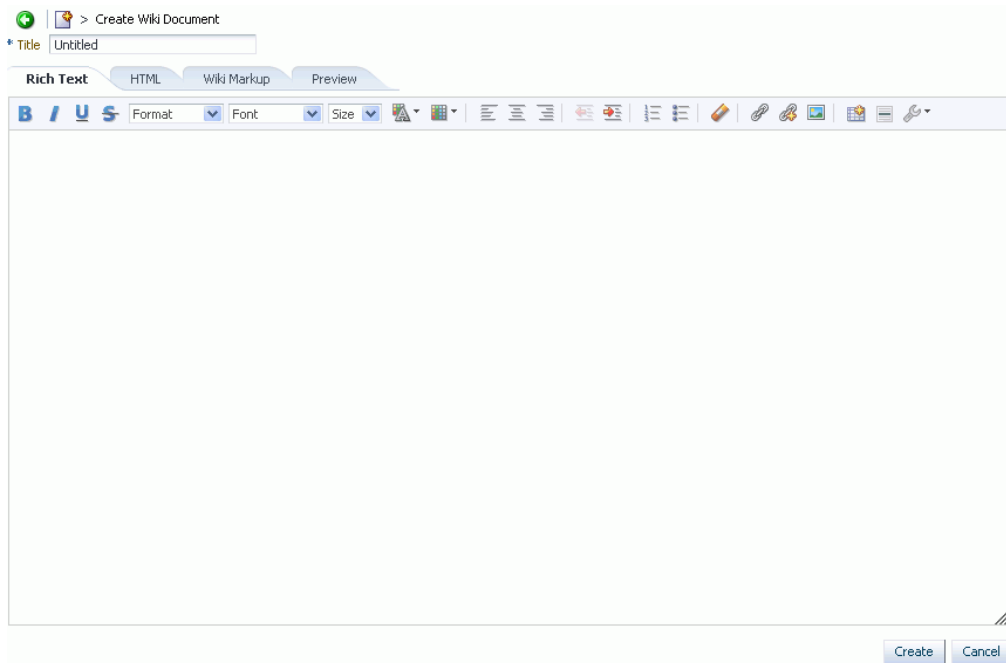 > Create Wiki Document
* Title Untitled
Rich Text HTML Wiki Markup Preview
B I U S Format Font Size
Create Cancel